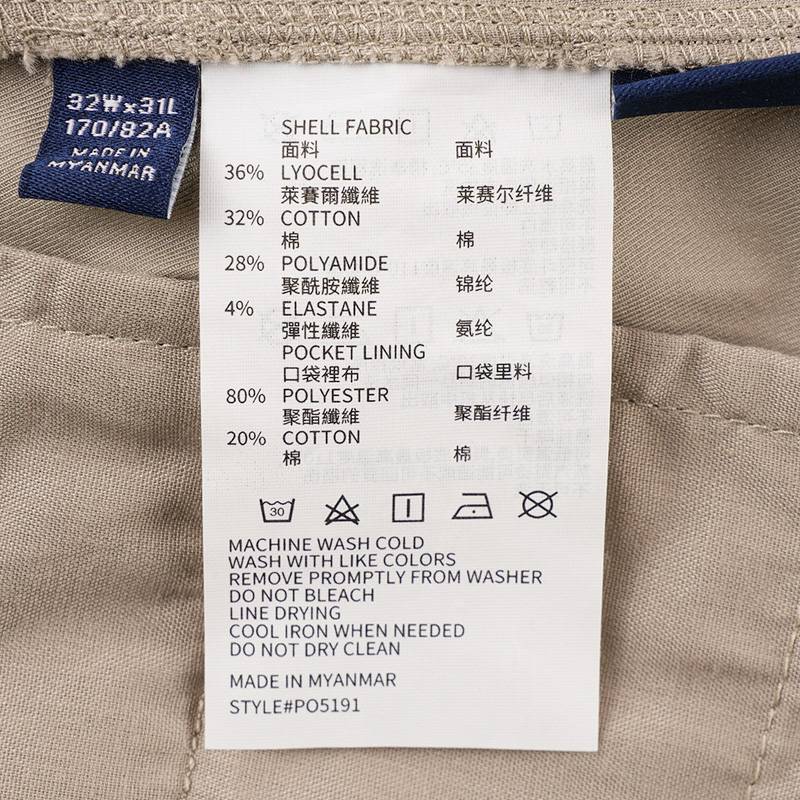 32W×31L
170/82A
MADE IN
MYANMAR
SHELL FABRIC
面料 面料
36% LYOCELL
萊賽爾纖維 莱赛尔纤维
32% COTTON
棉 棉
28% POLYAMIDE
聚酰胺纖維 锦纶
4% ELASTANE
彈性纖維 氨纶
POCKET LINING
口袋裡布 口袋里料
80% POLYESTER
聚酯纖維 聚酯纤维
20% COTTON
棉 棉
30
MACHINE WASH COLD
WASH WITH LIKE COLORS
REMOVE PROMPTLY FROM WASHER
DO NOT BLEACH
LINE DRYING
COOL IRON WHEN NEEDED
DO NOT DRY CLEAN
MADE IN MYANMAR
STYLE#PO5191